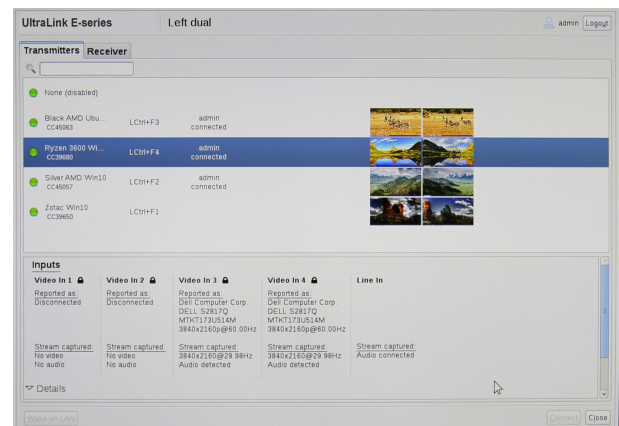 UltraLink E-series
Left dual
admin
Logout
Transmitters
Receiver
None (disabled)
Black AMD Ubu...
CC45063
LCtrl+F3
admin
connected
Ryzen 3600 Wi...
CC39680
LCtrl+F4
admin
connected
Silver AMD Win10
CC45057
LCtrl+F2
admin
connected
Zotac Win10
CC39650
LCtrl+F1
Inputs
Video In 1
Reported as:
Disconnected
Stream captured:
No video
No audio
Video In 2
Reported as:
Disconnected
Stream captured:
No video
No audio
Video In 3
Reported as:
Dell Computer Corp.
DELL S2817Q
MTKT173U514M
3840x2160p@60.00Hz
Stream captured:
3840x2160@29.98Hz
Audio detected
Video In 4
Reported as:
Dell Computer Corp.
DELL S2817Q
MTKT173U514M
3840x2160p@60.00Hz
Stream captured:
3840x2160@29.98Hz
Audio detected
Line In
Stream captured:
Audio connected
Details
Wake on LAN
Connect
Close